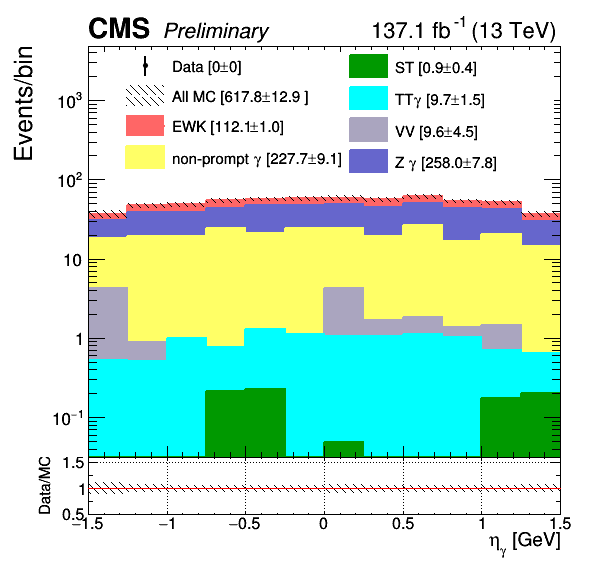 CMS Preliminary 137.1 fb⁻¹ (13 TeV)
Events/bin
Data [0±0]
All MC [617.8±12.9 ]
EWK [112.1±1.0]
non-prompt γ [227.7±9.1]
ST [0.9±0.4]
TTγ [9.7±1.5]
VV [9.6±4.5]
Z γ [258.0±7.8]
10³
10²
10
1
10⁻¹
Data/MC
1.5
1
0.5
−1.5 −1 −0.5 0 0.5 1 1.5
η_γ [GeV]